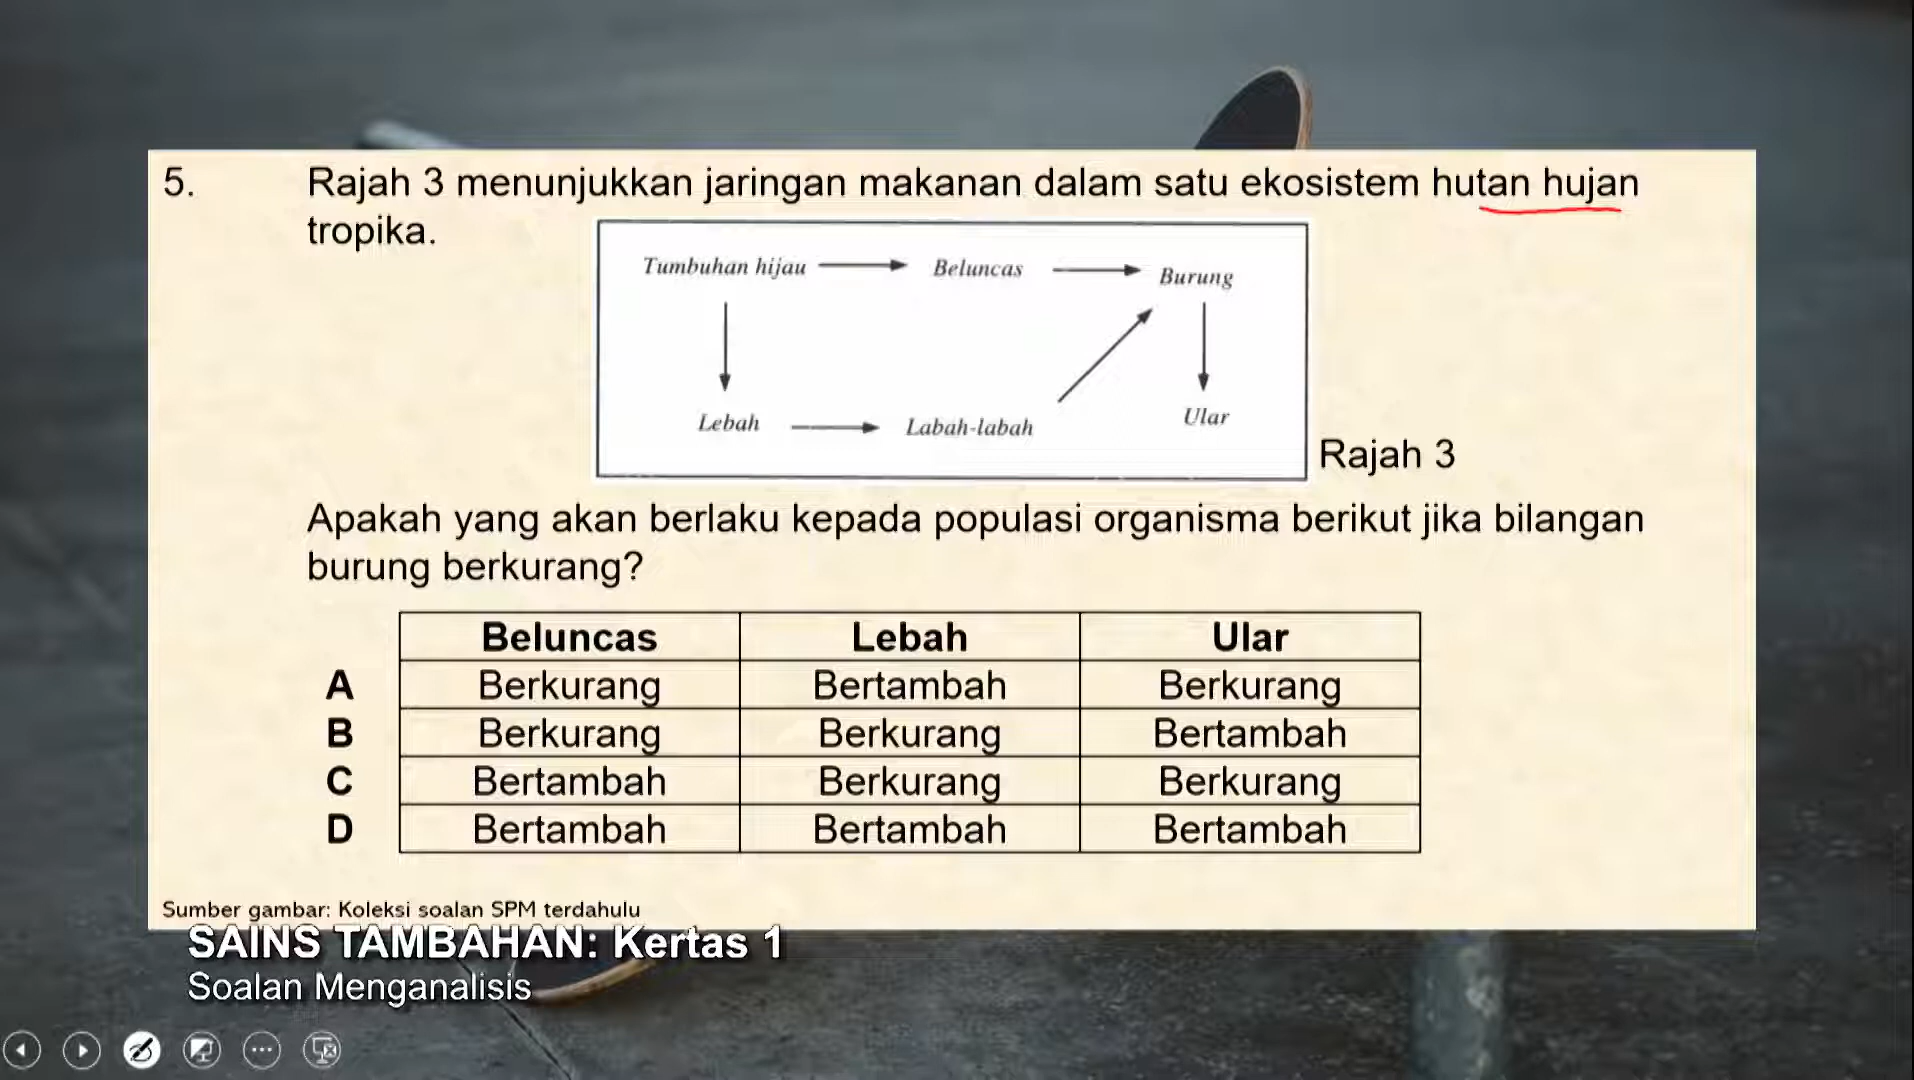 5. Rajah 3 menunjukkan jaringan makanan dalam satu ekosistem hutan hujan
tropika.
Tumbuhan hijau Beluncas Burung
Lebah Labah-labah Ular
Rajah 3
Apakah yang akan berlaku kepada populasi organisma berikut jika bilangan
burung berkurang?
Beluncas Lebah Ular
A Berkurang Bertambah Berkurang
B Berkurang Berkurang Bertambah
C Bertambah Berkurang Berkurang
D Bertambah Bertambah Bertambah
Sumber gambar: Koleksi soalan SPM terdahulu
SAINS TAMBAHAN: Kertas 1
Soalan Menganalisis